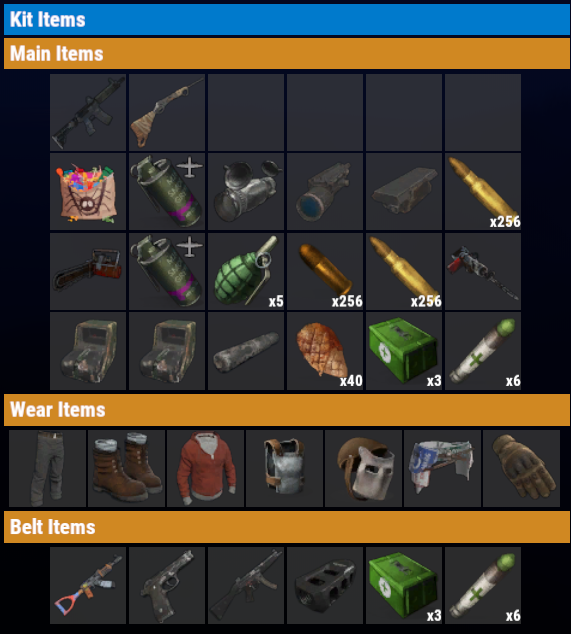 Kit Items
Main Items
x256
x5
x256
x256
x40
x3
x6
Wear Items
Belt Items
x3
x6